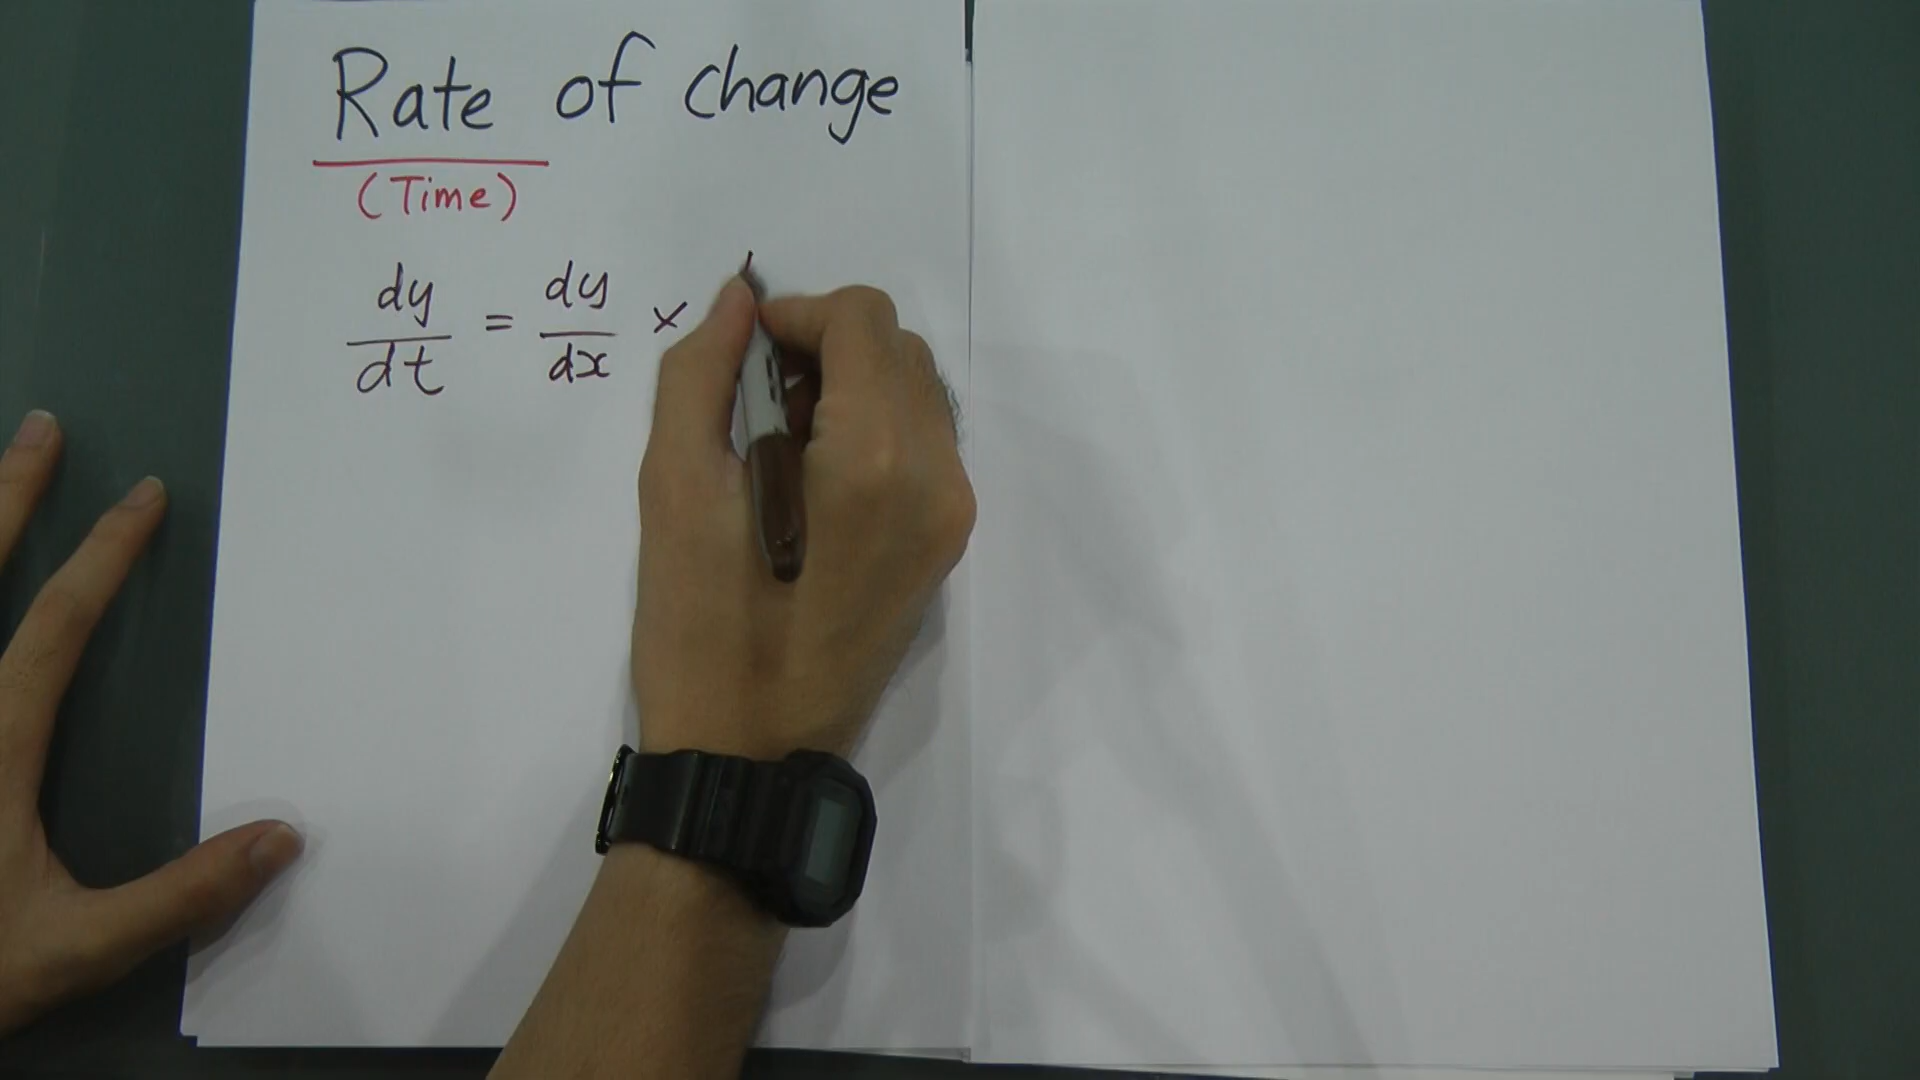 Rate of change
(Time)
dy/dt = dy/dx ×